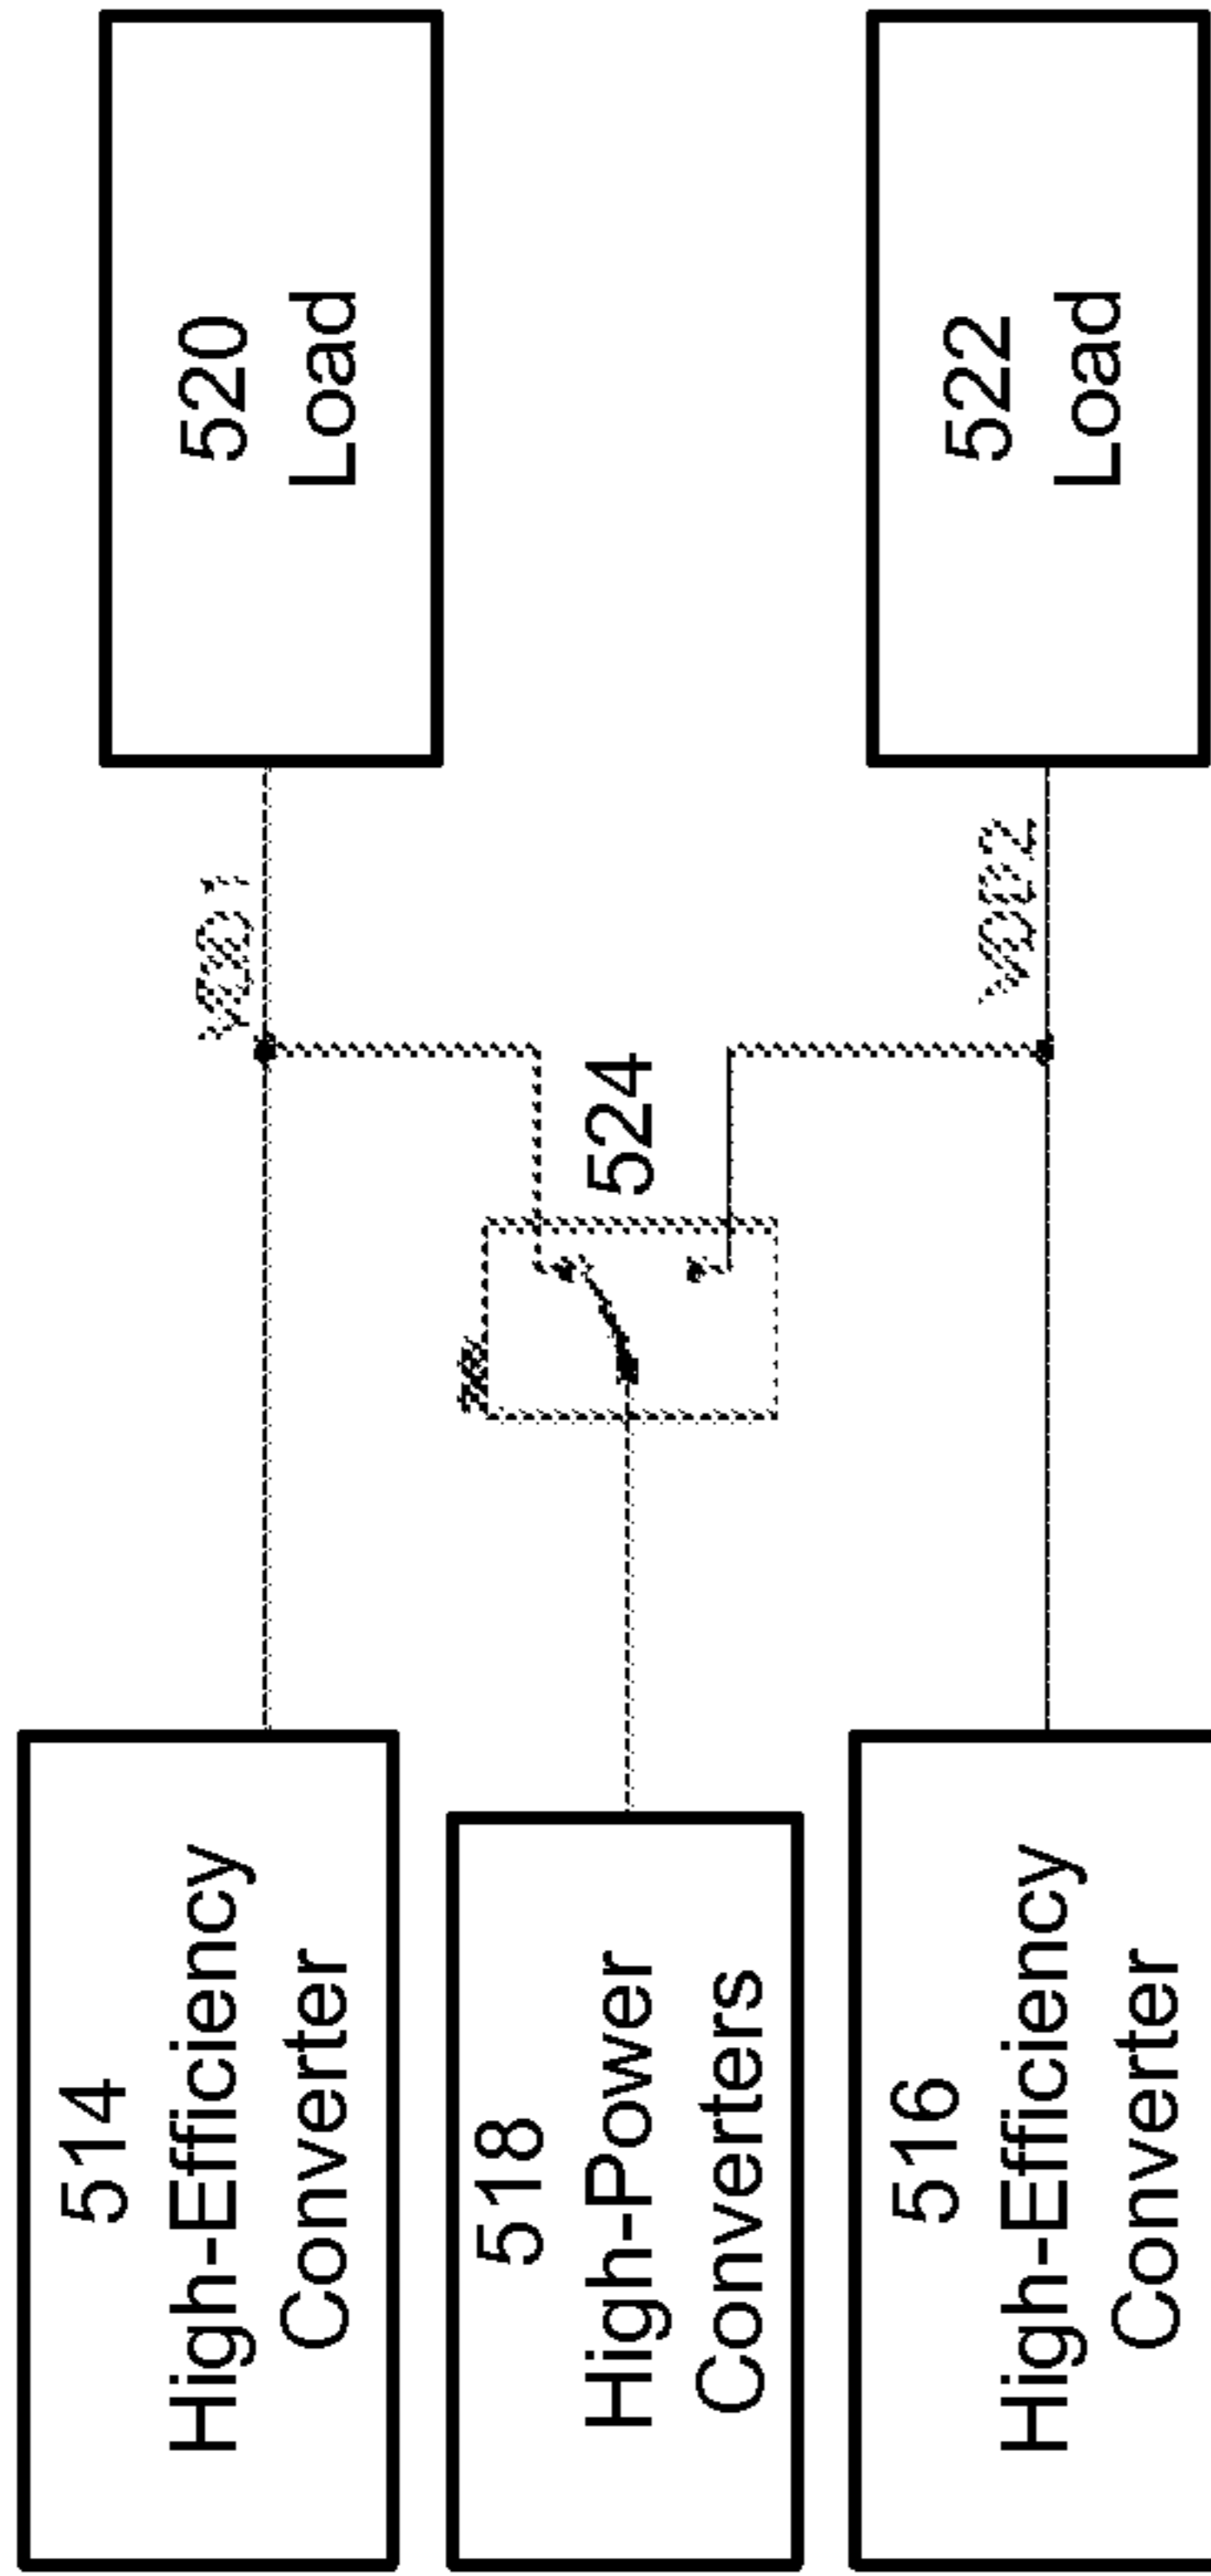 514
High-Efficiency
Converter
518
High-Power
Converters
516
High-Efficiency
Converter
524
VDD1
VDD2
520
Load
522
Load